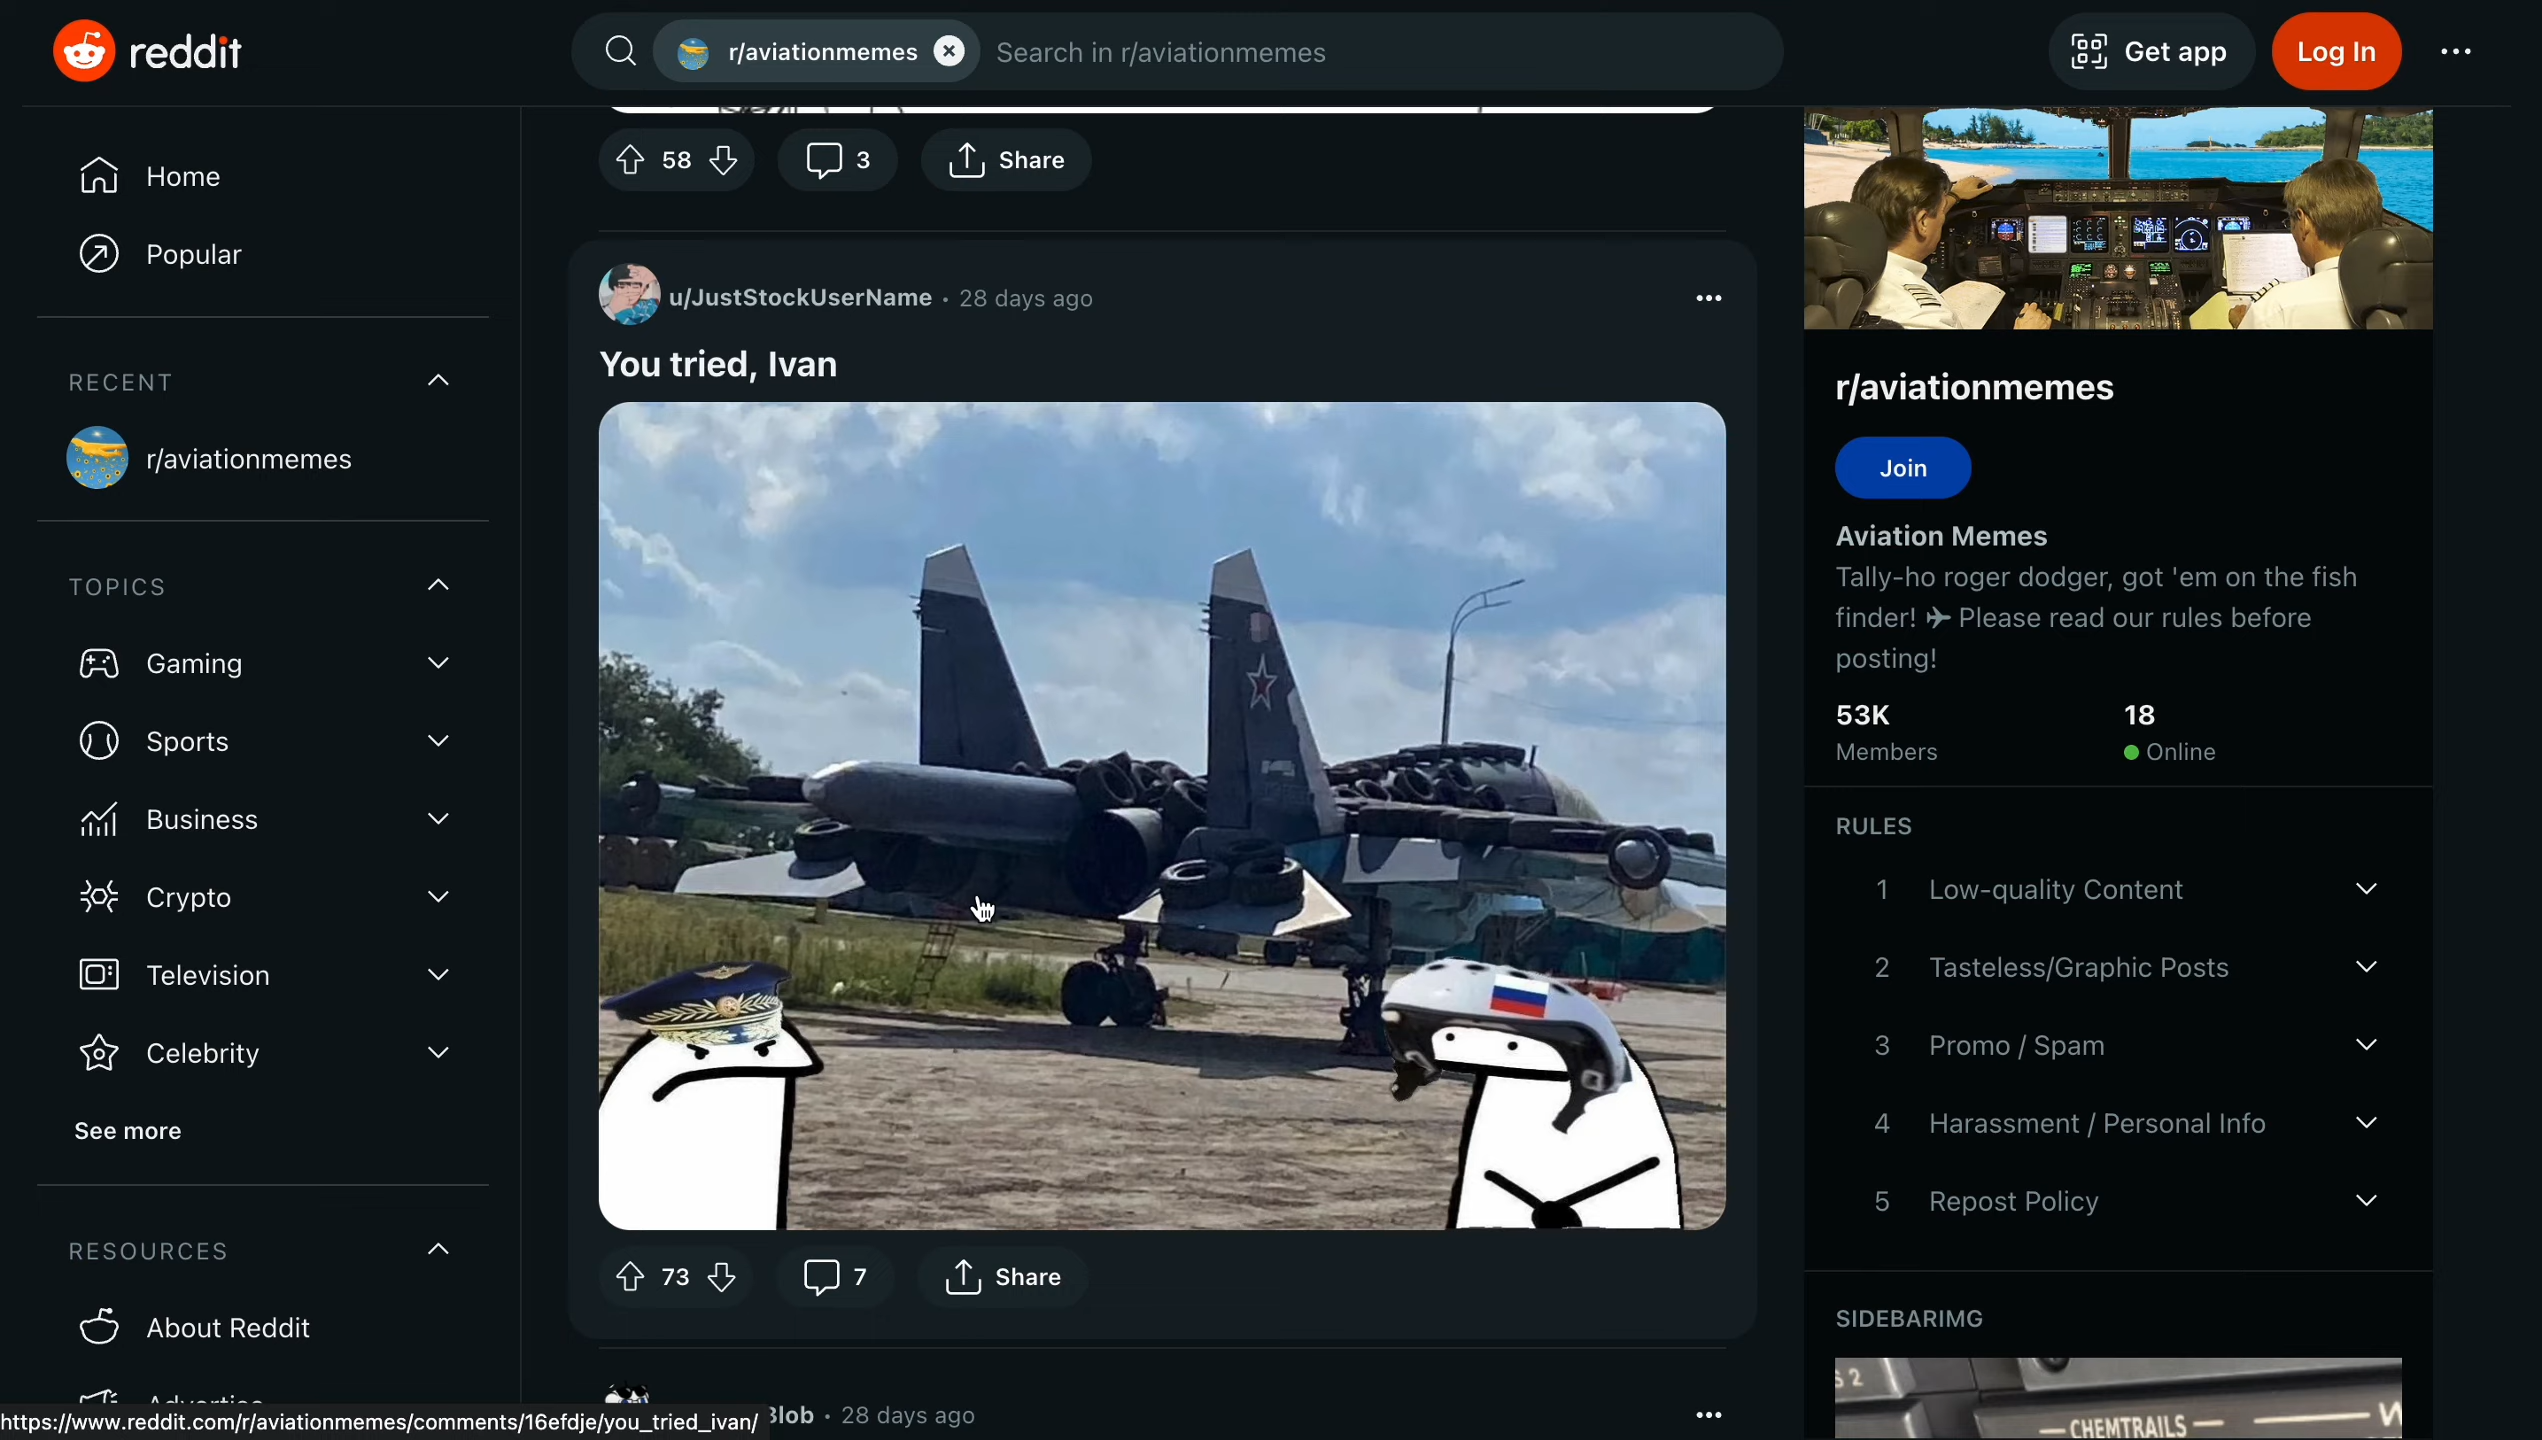 reddit
r/aviationmemes
Search in r/aviationmemes
Get app
Log In
Home
Popular
RECENT
r/aviationmemes
TOPICS
Gaming
Sports
Business
Crypto
Television
Celebrity
See more
RESOURCES
About Reddit
https://www.reddit.com/r/aviationmemes/comments/16efdje/you_tried_ivan/
58
3
Share
u/JustStockUserName • 28 days ago
You tried, Ivan
73
7
Share
Blob • 28 days ago
r/aviationmemes
Join
Aviation Memes
Tally-ho roger dodger, got 'em on the fish
finder! ✈ Please read our rules before
posting!
53K
Members
18
Online
RULES
1 Low-quality Content
2 Tasteless/Graphic Posts
3 Promo / Spam
4 Harassment / Personal Info
5 Repost Policy
SIDEBARIMG
S 2
CHEMTRAILS